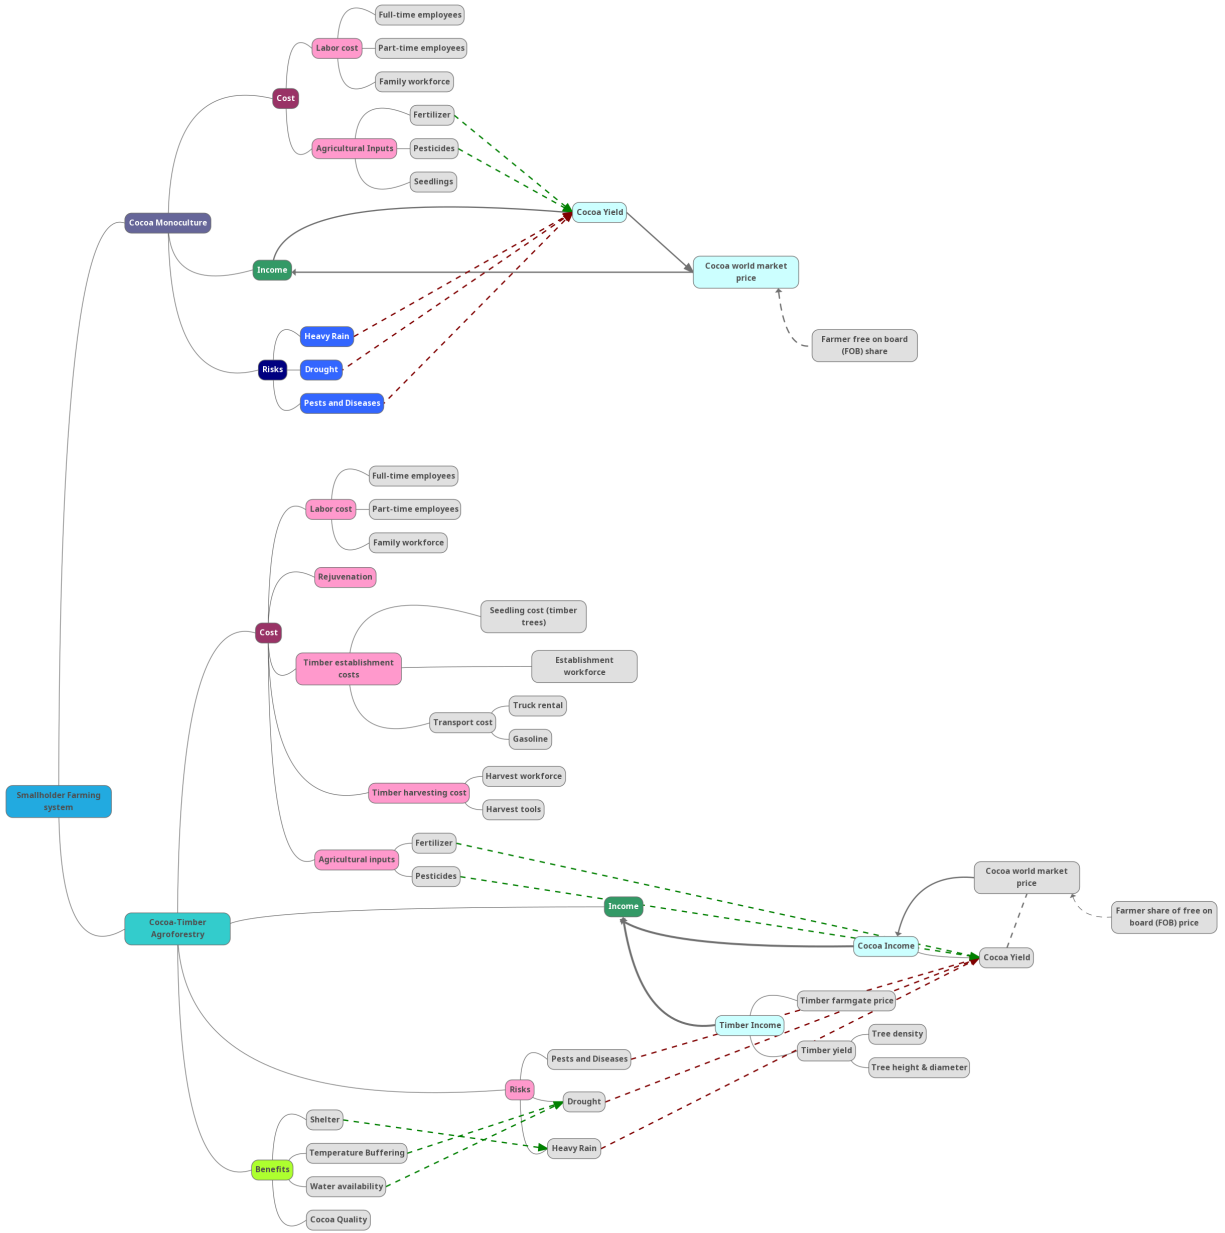 Full-time employees
Labor cost
Part-time employees
Family workforce
Cost
Fertilizer
Agricultural Inputs
Pesticides
Seedlings
Cocoa Monoculture
Cocoa Yield
Income
Cocoa world market
price
Heavy Rain
Farmer free on board
(FOB) share
Risks
Drought
Pests and Diseases
Full-time employees
Labor cost
Part-time employees
Family workforce
Rejuvenation
Cost
Seedling cost (timber
trees)
Timber establishment
costs
Establishment
workforce
Transport cost
Truck rental
Gasoline
Smallholder Farming
system
Timber harvesting cost
Harvest workforce
Harvest tools
Agricultural inputs
Fertilizer
Pesticides
Cocoa world market
price
Farmer share of free on
board (FOB) price
Cocoa-Timber
Agroforestry
Income
Cocoa Income
Cocoa Yield
Timber farmgate price
Timber Income
Timber yield
Tree density
Tree height & diameter
Pests and Diseases
Risks
Drought
Heavy Rain
Shelter
Temperature Buffering
Benefits
Water availability
Cocoa Quality